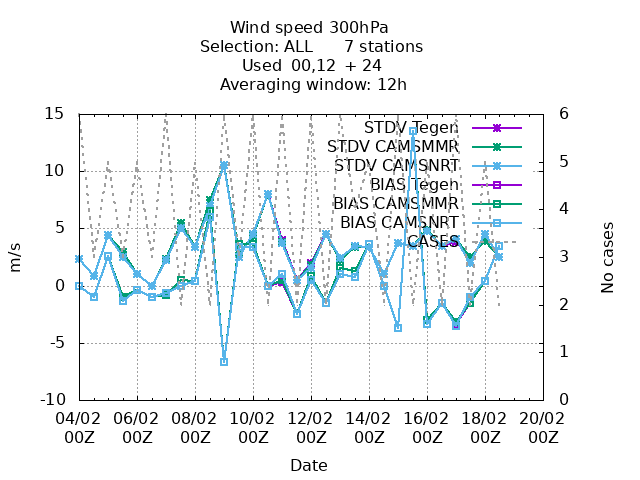 Wind speed 300hPa
Selection: ALL 7 stations
Used 00,12 + 24
Averaging window: 12h
STDV Tegen
STDV CAMSMMR
STDV CAMSNRT
BIAS Tegen
BIAS CAMSMMR
BIAS CAMSNRT
CASES
15
10
5
0
-5
-10
m/s
6
5
4
3
2
1
0
No cases
04/02 06/02 08/02 10/02 12/02 14/02 16/02 18/02 20/02
00Z 00Z 00Z 00Z 00Z 00Z 00Z 00Z 00Z
Date